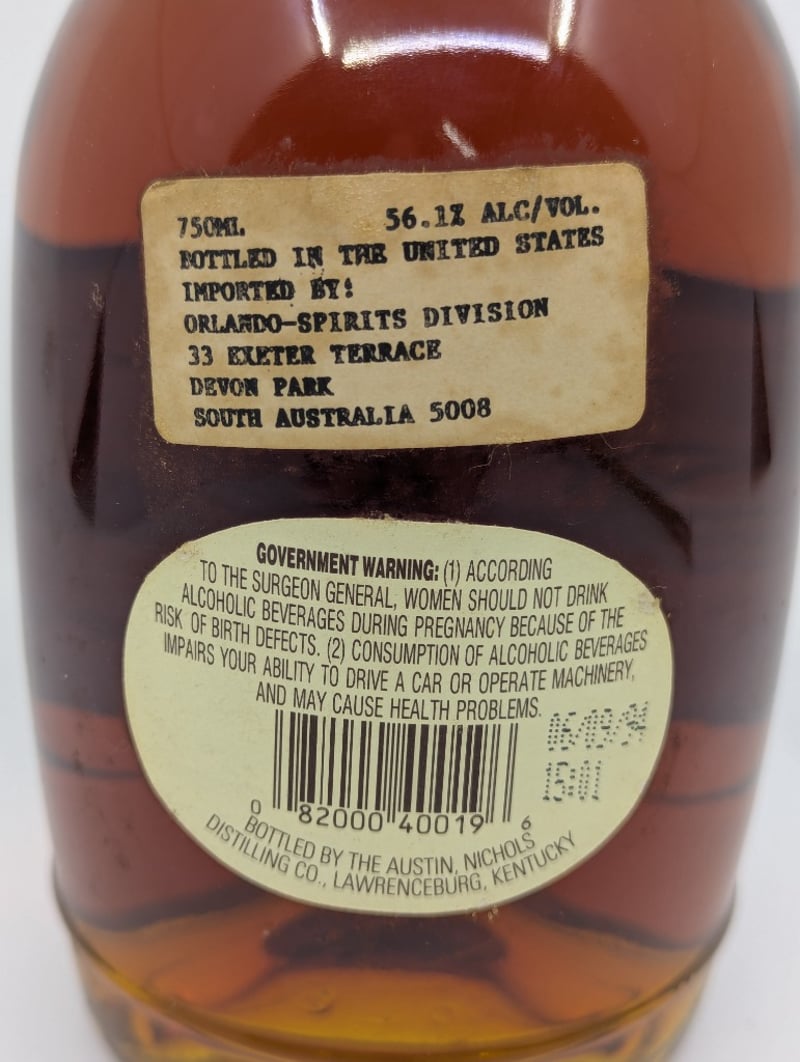 750ML 56.1% ALC/VOL.
BOTTLED IN THE UNITED STATES
IMPORTED BY:
ORLANDO-SPIRITS DIVISION
33 EXETER TERRACE
DEVON PARK
SOUTH AUSTRALIA 5008
GOVERNMENT WARNING: (1) ACCORDING
TO THE SURGEON GENERAL, WOMEN SHOULD NOT DRINK
ALCOHOLIC BEVERAGES DURING PREGNANCY BECAUSE OF THE
RISK OF BIRTH DEFECTS. (2) CONSUMPTION OF ALCOHOLIC BEVERAGES
IMPAIRS YOUR ABILITY TO DRIVE A CAR OR OPERATE MACHINERY,
AND MAY CAUSE HEALTH PROBLEMS.
15:01
0 82000 40019 6
BOTTLED BY THE AUSTIN, NICHOLS
DISTILLING CO., LAWRENCEBURG, KENTUCKY